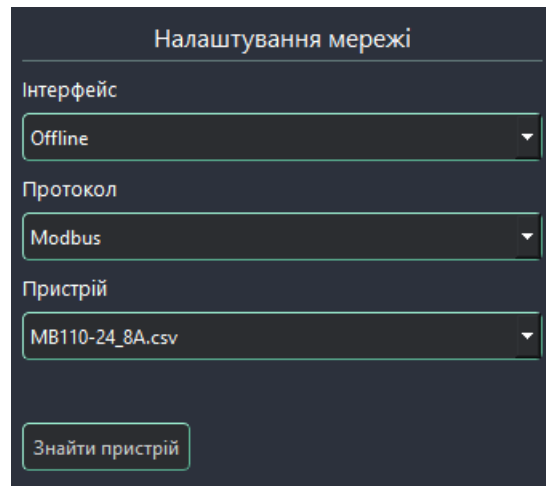 Налаштування мережі
Інтерфейс
Offline
Протокол
Modbus
Пристрій
MB110-24_8A.csv
Знайти пристрій